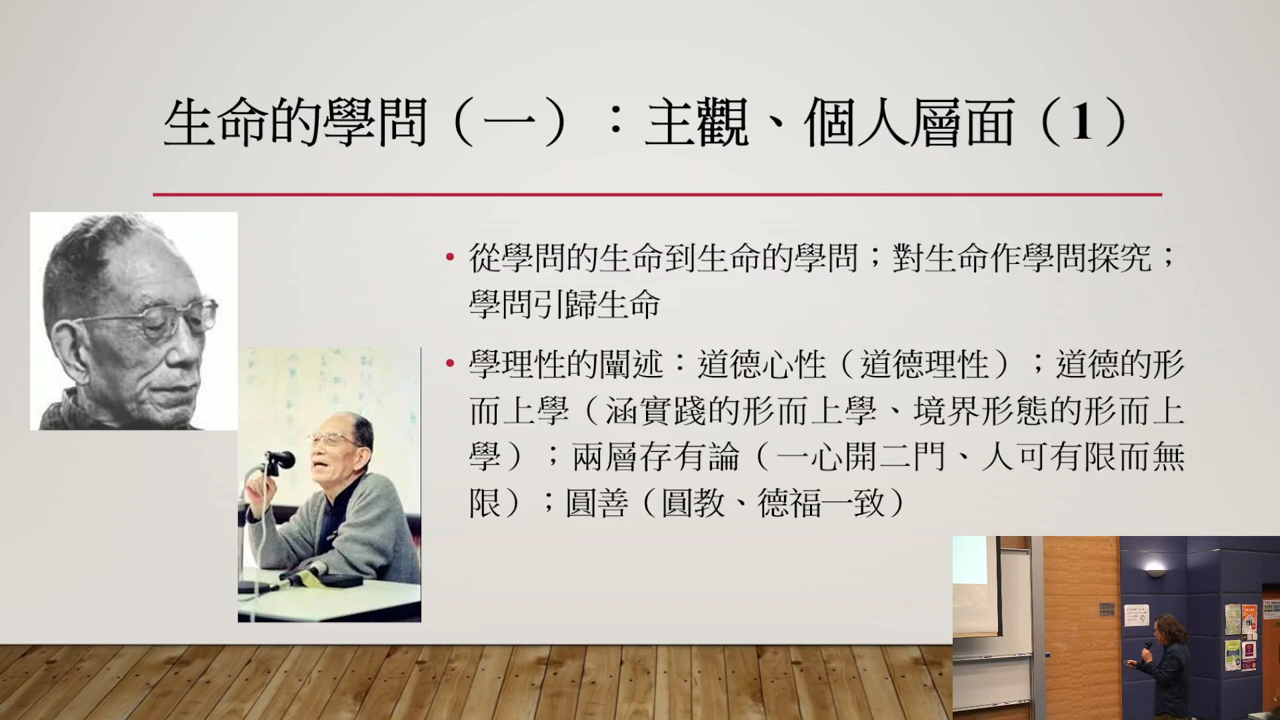 生命的學問（一）：主觀、個人層面（1）
• 從學問的生命到生命的學問；對生命作學問探究；
學問引歸生命
• 學理性的闡述：道德心性（道德理性）；道德的形
而上學（涵實踐的形而上學、境界形態的形而上
學）；兩層存有論（一心開二門、人可有限而無
限）；圓善（圓教、德福一致）